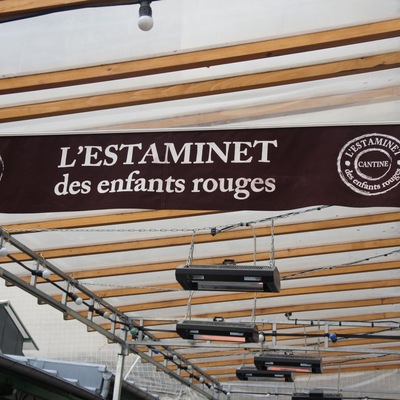 L'ESTAMINET
des enfants rouges
L'ESTAMINET
CANTINE
des enfants rouges